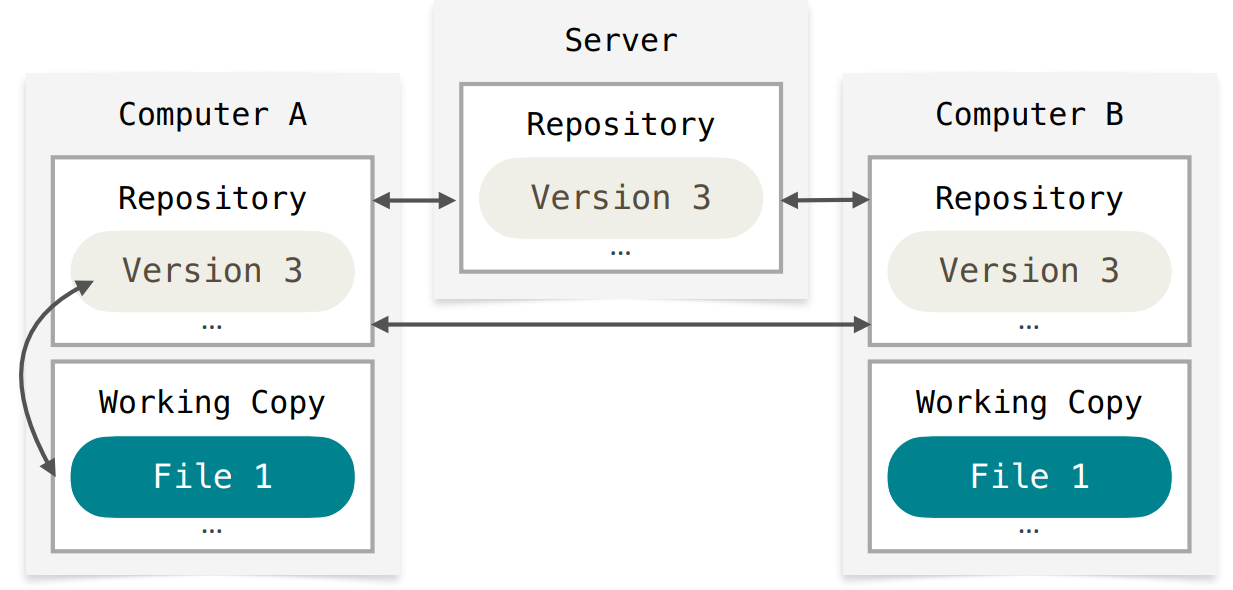 Server
Repository
Version 3
...
Computer A
Repository
Version 3
...
Working Copy
File 1
...
Computer B
Repository
Version 3
...
Working Copy
File 1
...